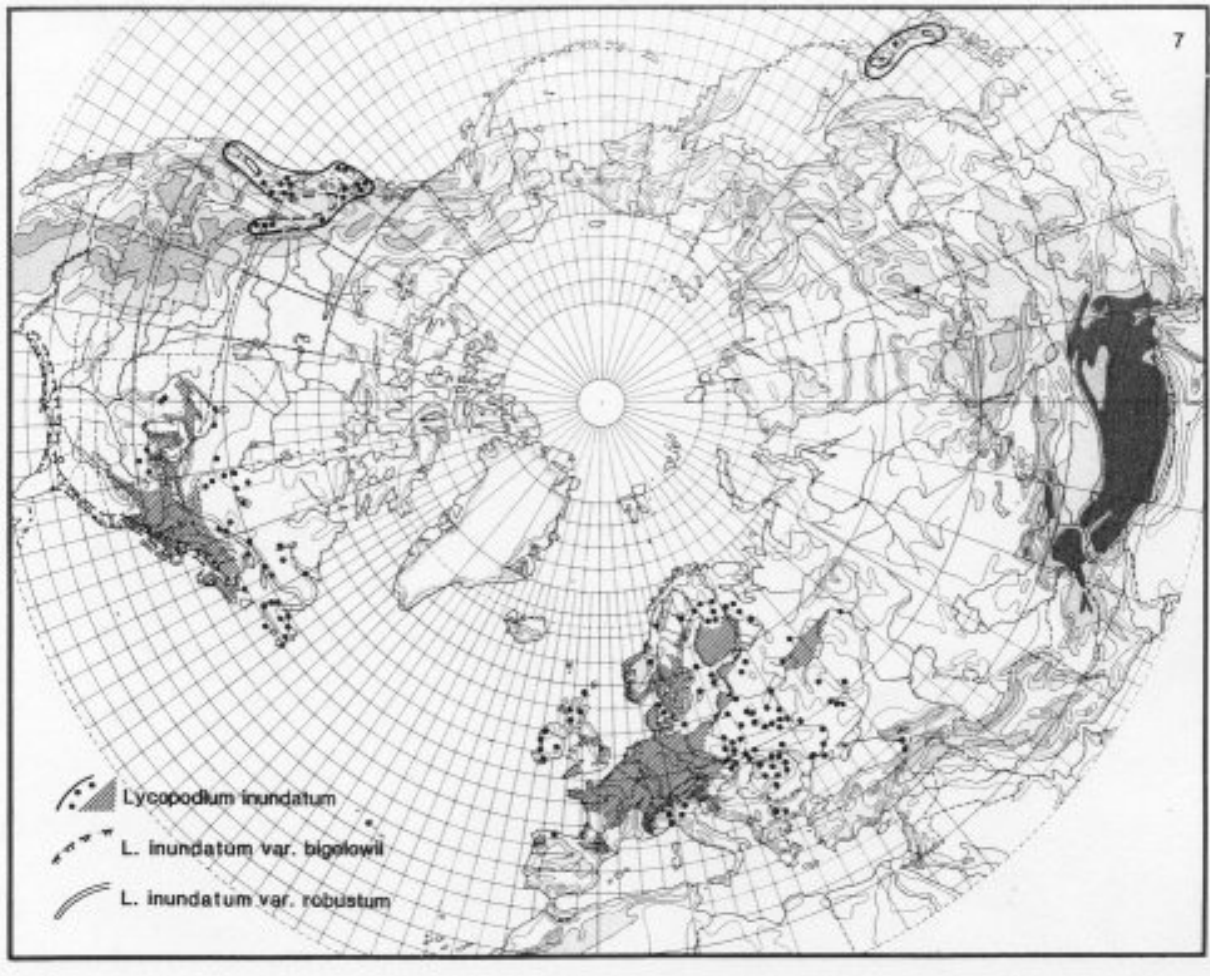 7
Lycopodium inundatum
L. inundatum var. bigelowii
L. inundatum var. robustum